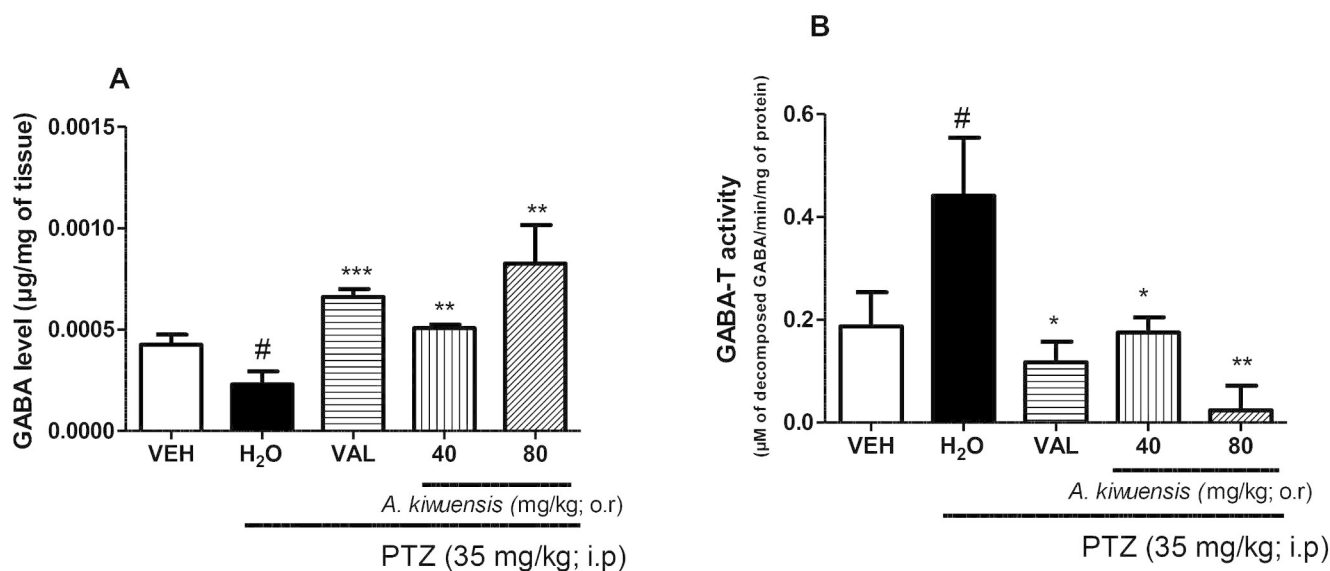 A
GABA level (µg/mg of tissue)
0.0015
0.0010
0.0005
0.0000
#
***
**
**
VEH H₂O VAL 40 80
A. kiwuensis (mg/kg; o.r)
PTZ (35 mg/kg; i.p)
B
GABA-T activity
(µM of decomposed GABA/min/mg of protein)
0.6
0.4
0.2
0.0
#
*
*
**
VEH H₂O VAL 40 80
A. kiwuensis (mg/kg; o.r)
PTZ (35 mg/kg; i.p)